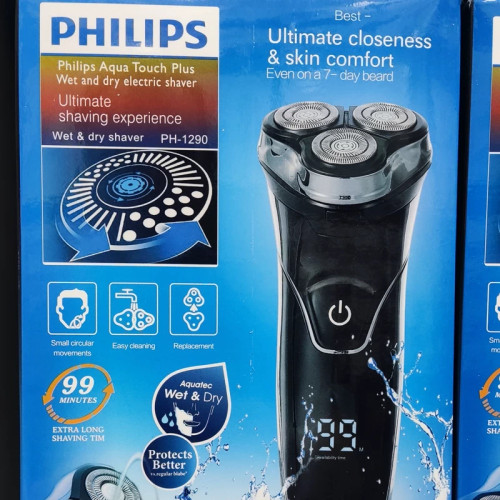 PHILIPS
Philips Aqua Touch Plus
Wet and dry electric shaver
Ultimate
shaving experience
Wet & dry shaver PH-1290
Best -
Ultimate closeness
& skin comfort
Even on a 7- day beard
Small circular
movements
Easy cleaning
Replacement
99
MINUTES
EXTRA LONG
SHAVING TIM
Aquatec
Wet & Dry
Protects
Better
99